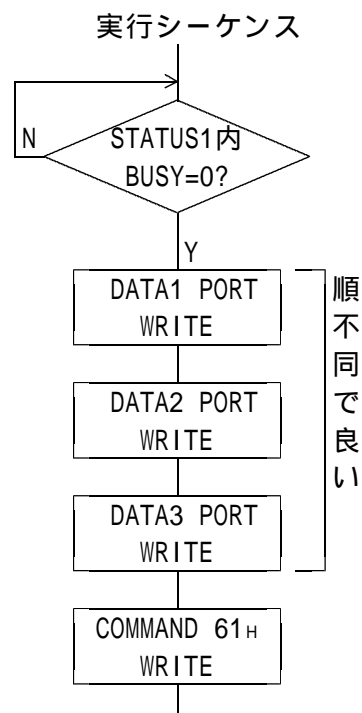 実行シーケンス
N
STATUS1内
BUSY=0?
Y
DATA1 PORT
WRITE
DATA2 PORT
WRITE
DATA3 PORT
WRITE
順不同で良い
COMMAND 61H
WRITE